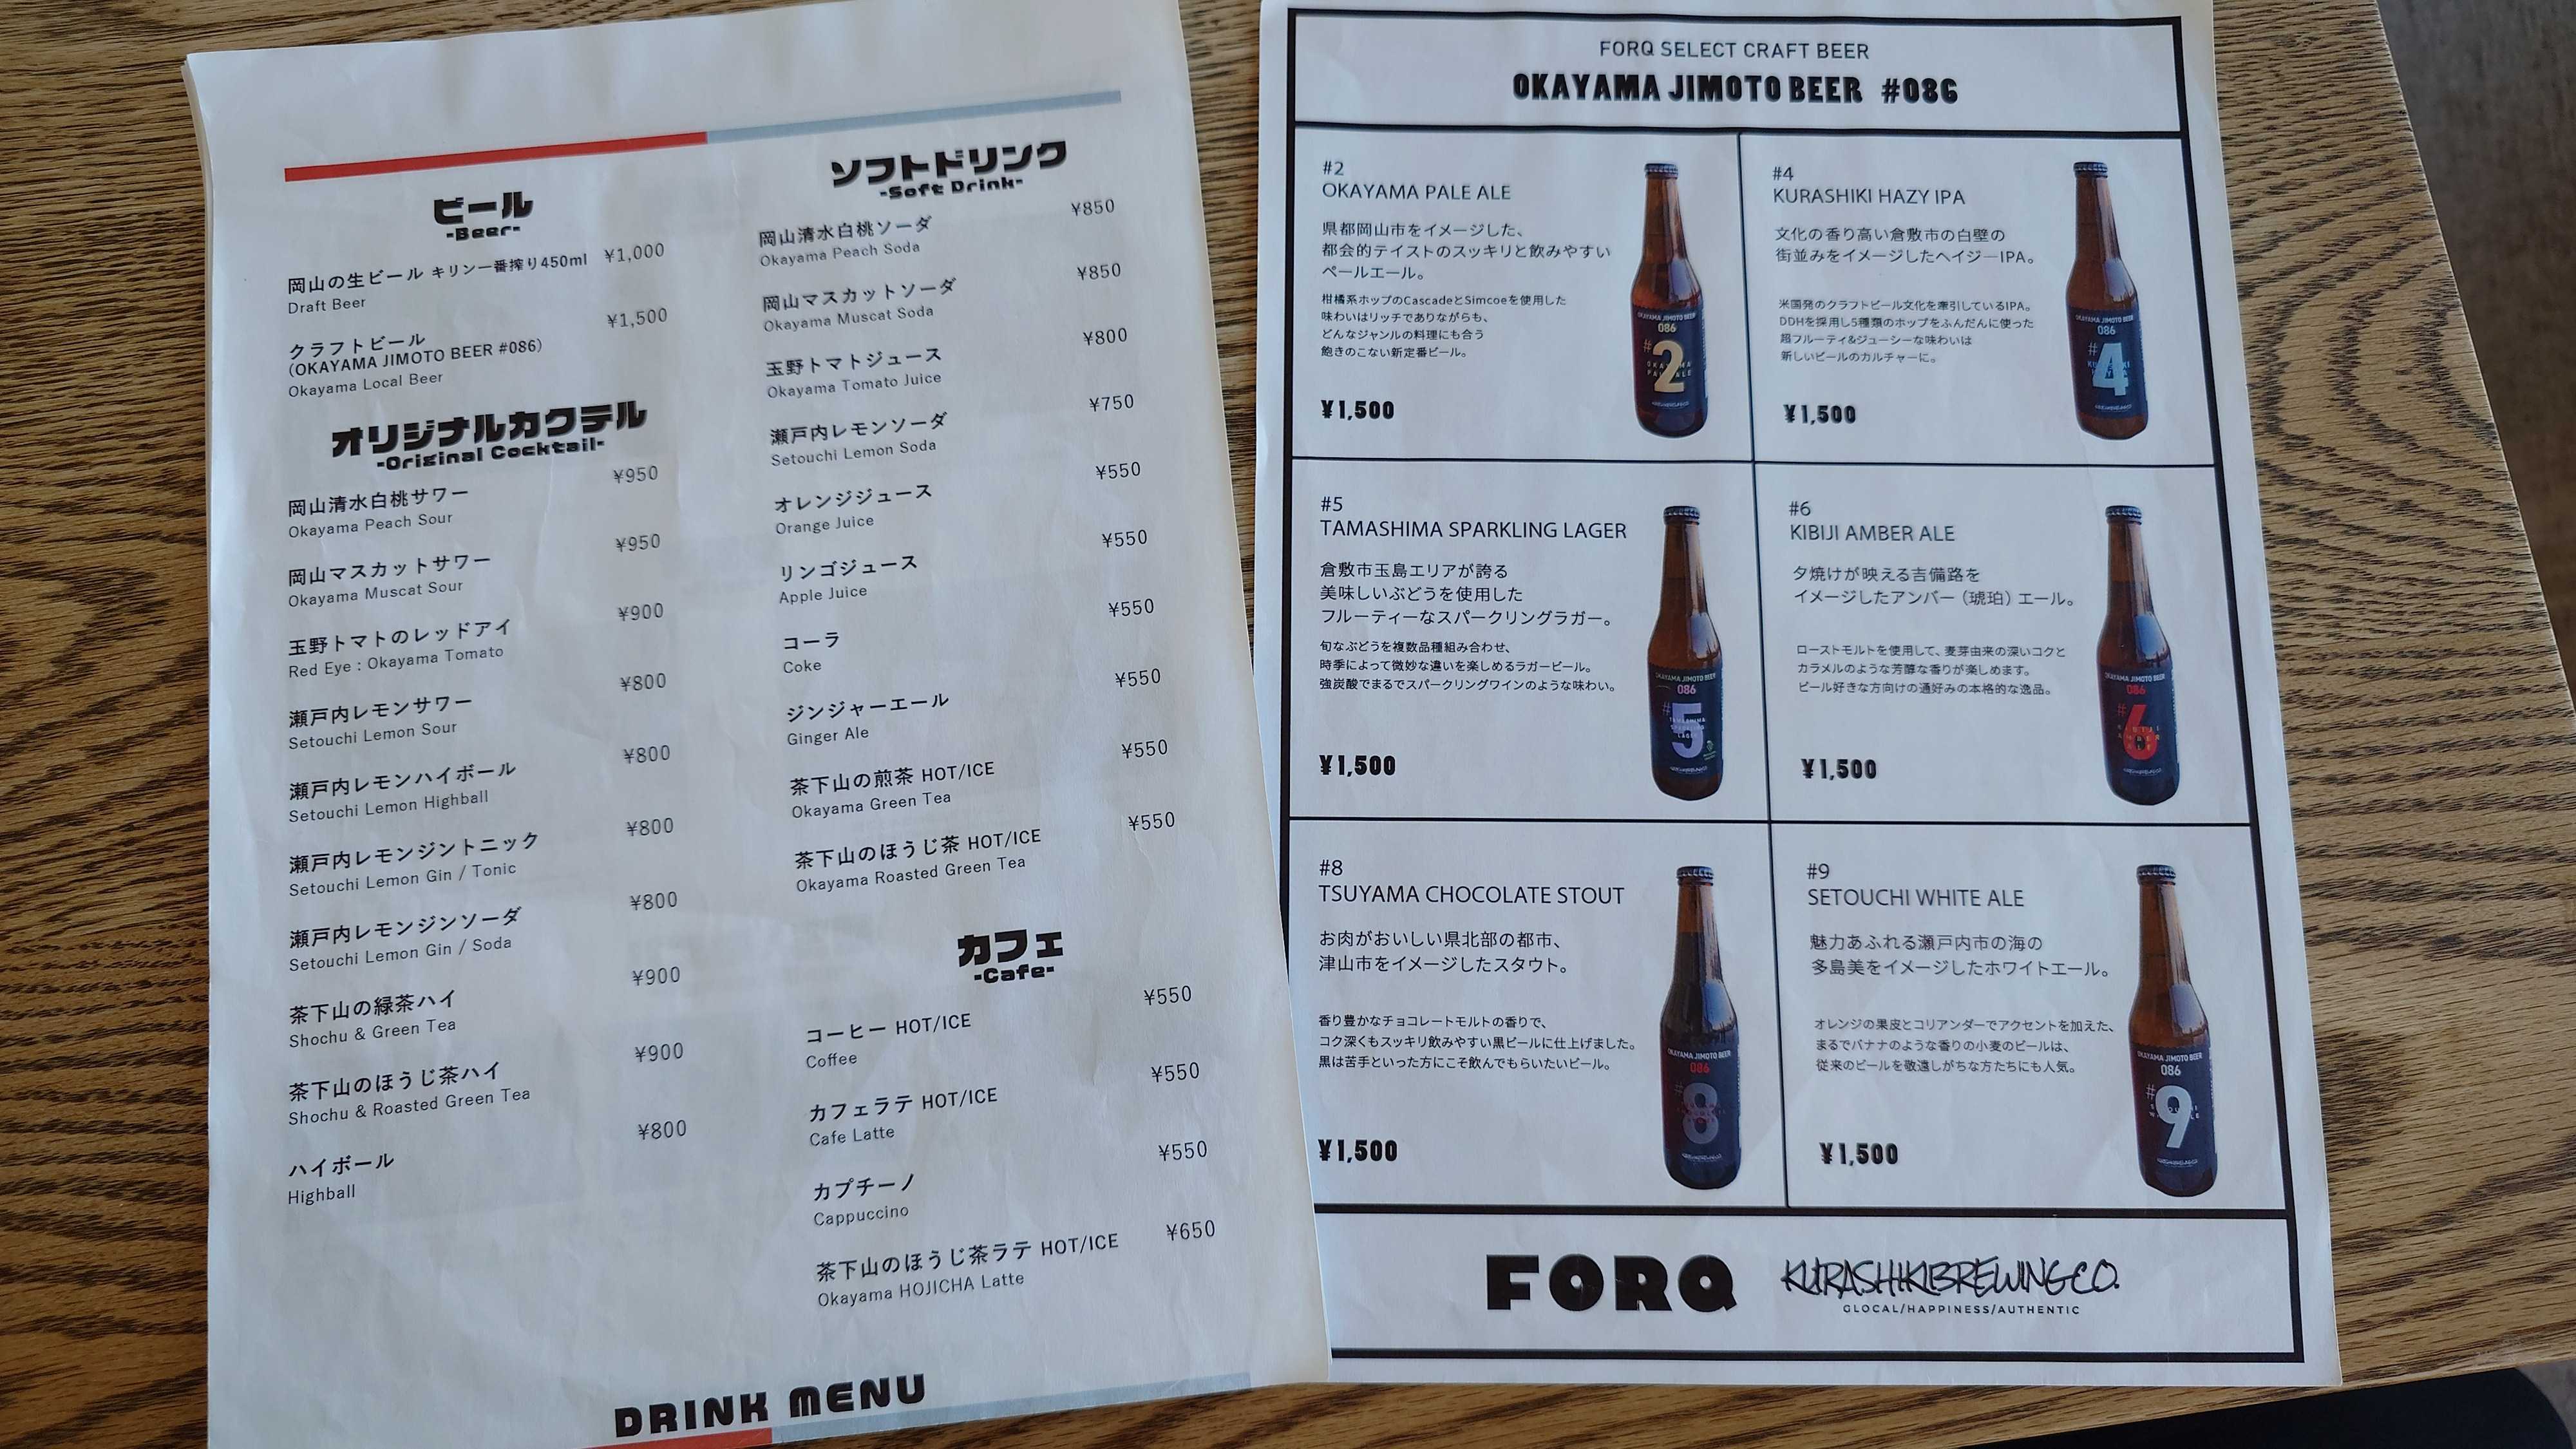 ビール
-Beer-
岡山の生ビール キリン一番搾り450ml ¥1,000
Draft Beer
クラフトビール ¥1,500
(OKAYAMA JIMOTO BEER #086)
Okayama Local Beer
オリジナルカクテル
-Original Cocktail-
岡山清水白桃サワー ¥950
Okayama Peach Sour
岡山マスカットサワー ¥950
Okayama Muscat Sour
玉野トマトのレッドアイ ¥900
Red Eye : Okayama Tomato
瀬戸内レモンサワー ¥800
Setouchi Lemon Sour
瀬戸内レモンハイボール ¥800
Setouchi Lemon Highball
瀬戸内レモンジントニック ¥800
Setouchi Lemon Gin / Tonic
瀬戸内レモンジンソーダ ¥800
Setouchi Lemon Gin / Soda
茶下山の緑茶ハイ ¥900
Shochu & Green Tea
茶下山のほうじ茶ハイ ¥900
Shochu & Roasted Green Tea
ハイボール ¥800
Highball
ソフトドリンク
-Soft Drink-
岡山清水白桃ソーダ ¥850
Okayama Peach Soda
岡山マスカットソーダ ¥850
Okayama Muscat Soda
玉野トマトジュース ¥800
Okayama Tomato Juice
瀬戸内レモンソーダ ¥750
Setouchi Lemon Soda
オレンジジュース ¥550
Orange Juice
リンゴジュース ¥550
Apple Juice
コーラ ¥550
Coke
ジンジャーエール ¥550
Ginger Ale
茶下山の煎茶 HOT/ICE ¥550
Okayama Green Tea
茶下山のほうじ茶 HOT/ICE ¥550
Okayama Roasted Green Tea
カフェ
-Cafe-
コーヒー HOT/ICE ¥550
Coffee
カフェラテ HOT/ICE ¥550
Cafe Latte
カプチーノ ¥550
Cappuccino
茶下山のほうじ茶ラテ HOT/ICE ¥650
Okayama HOJICHA Latte
DRINK MENU
FORQ SELECT CRAFT BEER
OKAYAMA JIMOTO BEER #086
#2
OKAYAMA PALE ALE
県都岡山市をイメージした、
都会的テイストのスッキリと飲みやすい
ペールエール。
柑橘系ホップのCascadeとSimcoeを使用した
味わいはリッチでありながらも、
どんなジャンルの料理にも合う
飽きのこない新定番ビール。
¥1,500
OKAYAMA JIMOTO BEER
086
#2
#4
KURASHIKI HAZY IPA
文化の香り高い倉敷市の白壁の
街並みをイメージしたヘイジーIPA。
米国発のクラフトビール文化を牽引しているIPA。
DDHを採用し5種類のホップをふんだんに使った
超フルーティ&ジューシーな味わいは
新しいビールのカルチャーに。
¥1,500
OKAYAMA JIMOTO BEER
086
#4
#5
TAMASHIMA SPARKLING LAGER
倉敷市玉島エリアが誇る
美味しいぶどうを使用した
フルーティーなスパークリングラガー。
旬なぶどうを複数品種組み合わせ、
時季によって微妙な違いを楽しめるラガービール。
強炭酸でまるでスパークリングワインのような味わい。
¥1,500
OKAYAMA JIMOTO BEER
086
#5
TAMASHIMA
SPARKLING
LAGER
#6
KIBIJI AMBER ALE
夕焼けが映える吉備路を
イメージしたアンバー（琥珀）エール。
ローストモルトを使用して、麦芽由来の深いコクと
カラメルのような芳醇な香りが楽しめます。
ビール好きな方向けの通好みの本格的な逸品。
¥1,500
OKAYAMA JIMOTO BEER
086
#6
#8
TSUYAMA CHOCOLATE STOUT
お肉がおいしい県北部の都市、
津山市をイメージしたスタウト。
香り豊かなチョコレートモルトの香りで、
コク深くもスッキリ飲みやすい黒ビールに仕上げました。
黒は苦手といった方にこそ飲んでもらいたいビール。
¥1,500
OKAYAMA JIMOTO BEER
086
#8
#9
SETOUCHI WHITE ALE
魅力あふれる瀬戸内市の海の
多島美をイメージしたホワイトエール。
オレンジの果皮とコリアンダーでアクセントを加えた、
まるでバナナのような香りの小麦のビールは、
従来のビールを敬遠しがちな方たちにも人気。
¥1,500
OKAYAMA JIMOTO BEER
086
#9
FORQ
KURASHIKIBREWINGCO.
GLOCAL/HAPPINESS/AUTHENTIC